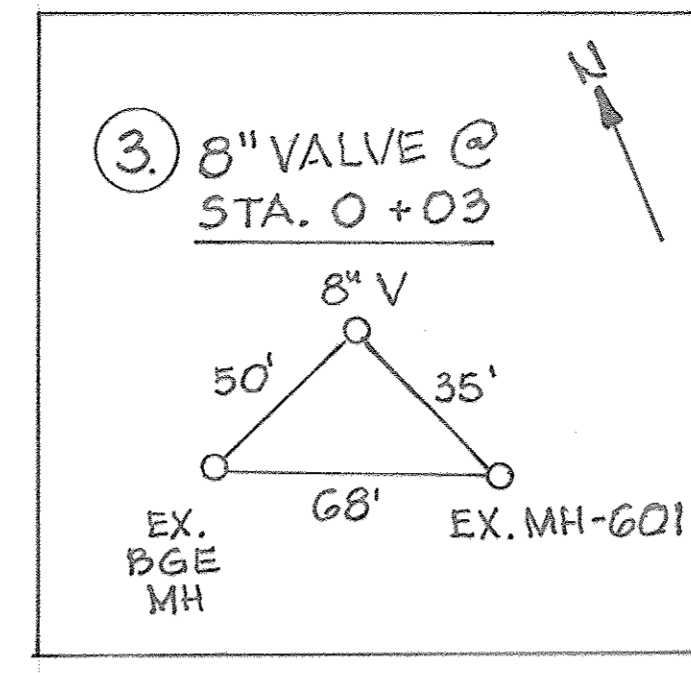 N
3. 8" VALVE @
STA. 0 + 03
8" V
50'
35'
68'
EX.
BGE
MH
EX. MH-601